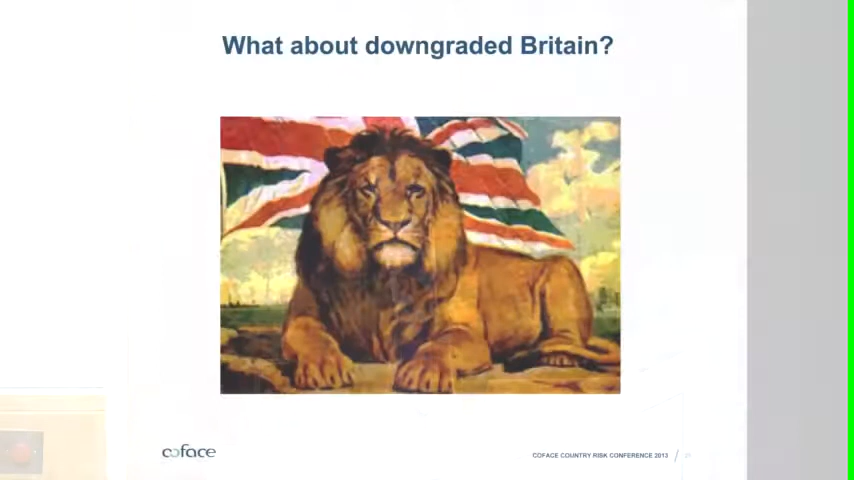 What about downgraded Britain?
coface
COFACE COUNTRY RISK CONFERENCE 2013 /